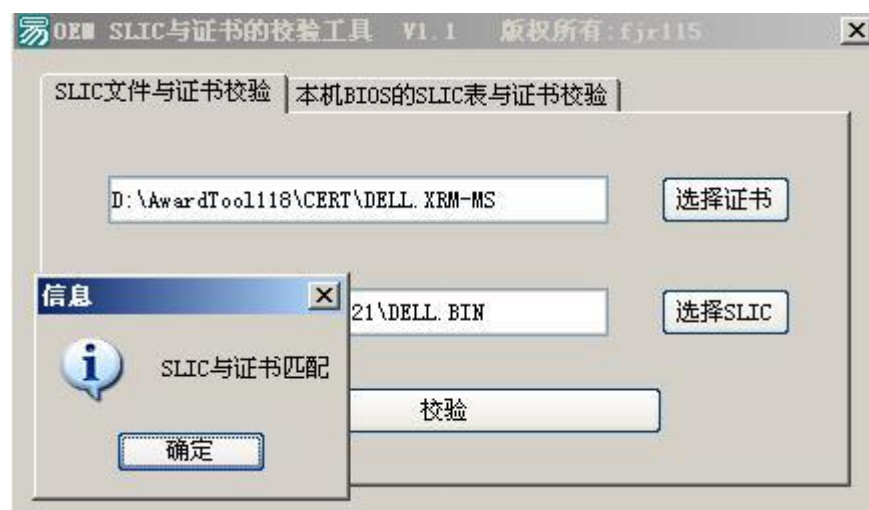 易 OEM SLIC与证书的校验工具 V1.1 版权所有:fjr115
SLIC文件与证书校验 本机BIOS的SLIC表与证书校验
D:\AwardTool118\CERT\DELL.XRM-MS 选择证书
信息
21\DELL.BIN 选择SLIC
SLIC与证书匹配
校验
确定